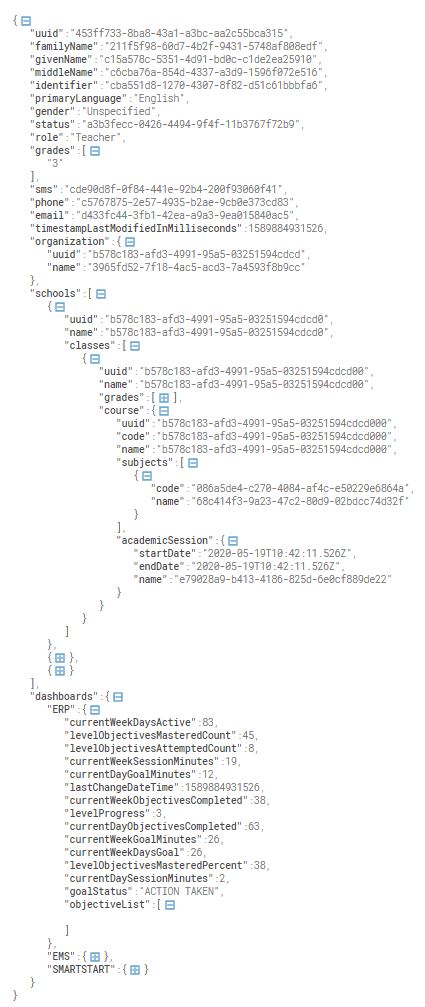 {
"uuid":"453ff733-8ba8-43a1-a3bc-aa2c55bca315",
"familyName":"211f5f98-60d7-4b2f-9431-5748af808edf",
"givenName":"c15a578c-5351-4d91-bd0c-c1de2ea25910",
"middleName":"c6cba76a-854d-4337-a3d9-1596f072e516",
"identifier":"cba551d8-1270-4307-8f82-d51c61bbbfa6",
"primaryLanguage":"English",
"gender":"Unspecified",
"status":"a3b3fecc-0426-4494-9f4f-11b3767f72b9",
"role":"Teacher",
"grades":[
"3"
],
"sms":"cde90d8f-0f84-441e-92b4-200f93060f41",
"phone":"c5767875-2e57-4935-b2ae-9cb0e373cd83",
"email":"d433fc44-3fb1-42ea-a9a3-9ea015840ac5",
"timestampLastModifiedInMilliseconds":1589884931526,
"organization":{
"uuid":"b578c183-afd3-4991-95a5-03251594cdcd",
"name":"3965fd52-7f18-4ac5-acd3-7a4593f8b9cc"
},
"schools":[
{
"uuid":"b578c183-afd3-4991-95a5-03251594cdcd0",
"name":"b578c183-afd3-4991-95a5-03251594cdcd0",
"classes":[
{
"uuid":"b578c183-afd3-4991-95a5-03251594cdcd00",
"name":"b578c183-afd3-4991-95a5-03251594cdcd00",
"grades":[ ],
"course":{
"uuid":"b578c183-afd3-4991-95a5-03251594cdcd000",
"code":"b578c183-afd3-4991-95a5-03251594cdcd000",
"name":"b578c183-afd3-4991-95a5-03251594cdcd000",
"subjects":[
{
"code":"086a5de4-c270-4084-af4c-e50229e6864a",
"name":"68c414f3-9a23-47c2-80d9-02bdcc74d32f"
}
],
"academicSession":{
"startDate":"2020-05-19T10:42:11.526Z",
"endDate":"2020-05-19T10:42:11.526Z",
"name":"e79028a9-b413-4186-825d-6e0cf889de22"
}
}
}
]
},
{ },
{ }
],
"dashboards":{
"ERP":{
"currentWeekDaysActive":83,
"levelObjectivesMasteredCount":45,
"levelObjectivesAttemptedCount":8,
"currentWeekSessionMinutes":19,
"currentDayGoalMinutes":12,
"lastChangeDateTime":1589884931526,
"currentWeekObjectivesCompleted":38,
"levelProgress":3,
"currentDayObjectivesCompleted":63,
"currentWeekGoalMinutes":26,
"currentWeekDaysGoal":26,
"levelObjectivesMasteredPercent":38,
"currentDaySessionMinutes":2,
"goalStatus":"ACTION TAKEN",
"objectiveList":[
]
},
"EMS":{ },
"SMARTSTART":{ }
}
}